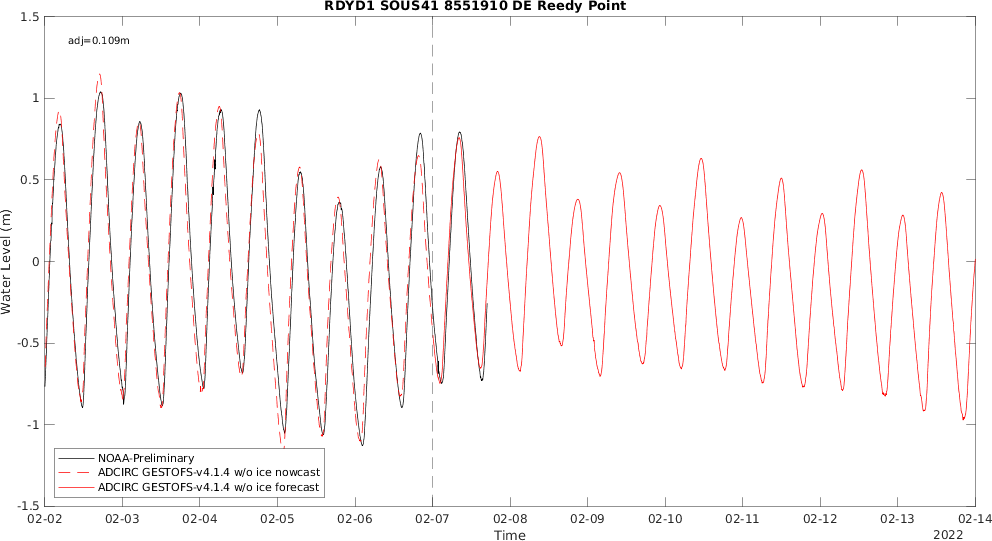 RDYD1 SOUS41 8551910 DE Reedy Point
adj=0.109m
1.5
1
0.5
0
-0.5
-1
-1.5
Water Level (m)
NOAA-Preliminary
ADCIRC GESTOFS-v4.1.4 w/o ice nowcast
ADCIRC GESTOFS-v4.1.4 w/o ice forecast
02-02 02-03 02-04 02-05 02-06 02-07 02-08 02-09 02-10 02-11 02-12 02-13 02-14
Time
2022